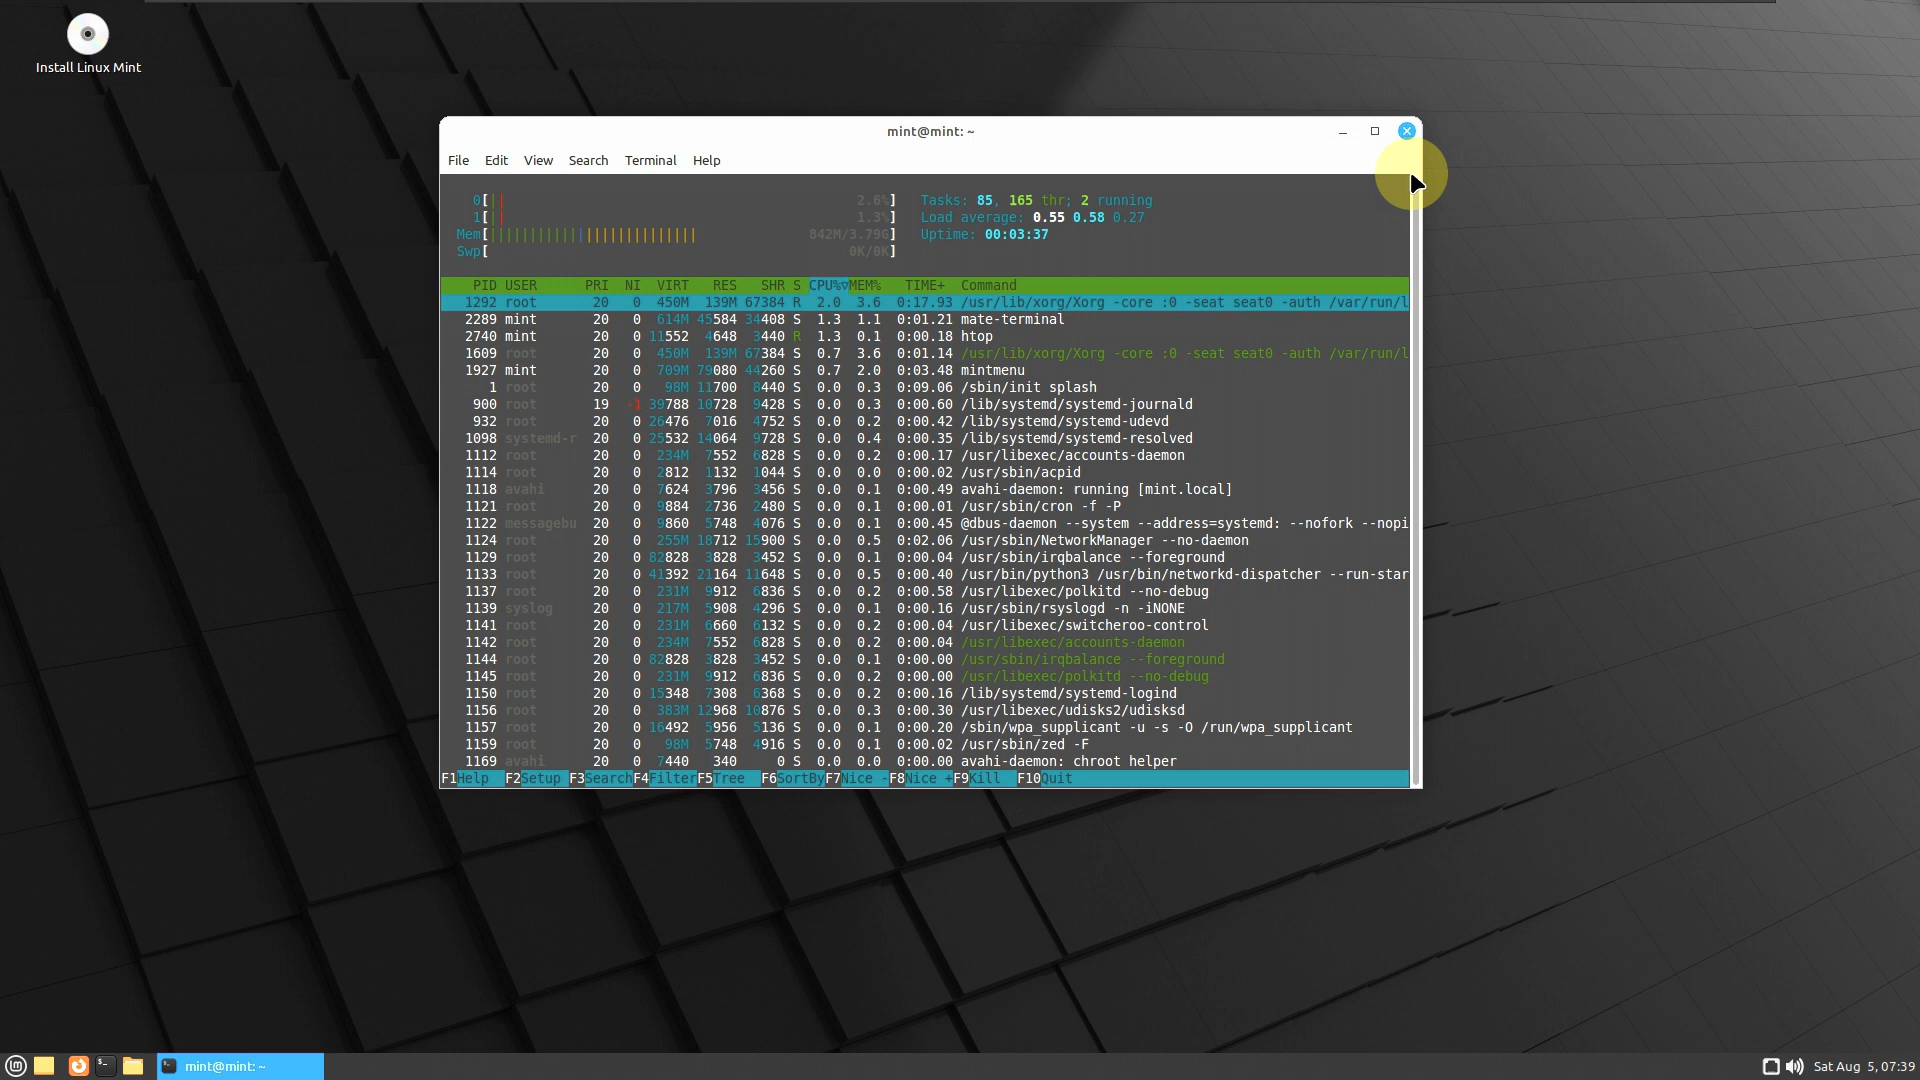 Install Linux Mint
mint@mint: ~
File Edit View Search Terminal Help
0[|| 2.6%] Tasks: 85, 165 thr; 2 running
1[|| 1.3%] Load average: 0.55 0.58 0.27
Mem[||||||||||||||||||||||||||842M/3.79G] Uptime: 00:03:37
Swp[ 0K/0K]
PID USER PRI NI VIRT RES SHR S CPU%▽MEM% TIME+ Command
1292 root 20 0 450M 139M 67384 R 2.0 3.6 0:17.93 /usr/lib/xorg/Xorg -core :0 -seat seat0 -auth /var/run/l
2289 mint 20 0 614M 45584 34408 S 1.3 1.1 0:01.21 mate-terminal
2740 mint 20 0 11552 4648 3440 R 1.3 0.1 0:00.18 htop
1609 root 20 0 450M 139M 67384 S 0.7 3.6 0:01.14 /usr/lib/xorg/Xorg -core :0 -seat seat0 -auth /var/run/l
1927 mint 20 0 709M 79080 44260 S 0.7 2.0 0:03.48 mintmenu
1 root 20 0 98M 11700 8440 S 0.0 0.3 0:09.06 /sbin/init splash
900 root 19 -1 39788 10728 9428 S 0.0 0.3 0:00.60 /lib/systemd/systemd-journald
932 root 20 0 26476 7016 4752 S 0.0 0.2 0:00.42 /lib/systemd/systemd-udevd
1098 systemd-r 20 0 25532 14064 9728 S 0.0 0.4 0:00.35 /lib/systemd/systemd-resolved
1112 root 20 0 234M 7552 6828 S 0.0 0.2 0:00.17 /usr/libexec/accounts-daemon
1114 root 20 0 2812 1132 1044 S 0.0 0.0 0:00.02 /usr/sbin/acpid
1118 avahi 20 0 7624 3796 3456 S 0.0 0.1 0:00.49 avahi-daemon: running [mint.local]
1121 root 20 0 9884 2736 2480 S 0.0 0.1 0:00.01 /usr/sbin/cron -f -P
1122 messagebu 20 0 9860 5748 4076 S 0.0 0.1 0:00.45 @dbus-daemon --system --address=systemd: --nofork --nopi
1124 root 20 0 255M 18712 15900 S 0.0 0.5 0:02.06 /usr/sbin/NetworkManager --no-daemon
1129 root 20 0 82828 3828 3452 S 0.0 0.1 0:00.04 /usr/sbin/irqbalance --foreground
1133 root 20 0 41392 21164 11648 S 0.0 0.5 0:00.40 /usr/bin/python3 /usr/bin/networkd-dispatcher --run-star
1137 root 20 0 231M 9912 6836 S 0.0 0.2 0:00.58 /usr/libexec/polkitd --no-debug
1139 syslog 20 0 217M 5908 4296 S 0.0 0.1 0:00.16 /usr/sbin/rsyslogd -n -iNONE
1141 root 20 0 231M 6660 6132 S 0.0 0.2 0:00.04 /usr/libexec/switcheroo-control
1142 root 20 0 234M 7552 6828 S 0.0 0.2 0:00.04 /usr/libexec/accounts-daemon
1144 root 20 0 82828 3828 3452 S 0.0 0.1 0:00.00 /usr/sbin/irqbalance --foreground
1145 root 20 0 231M 9912 6836 S 0.0 0.2 0:00.00 /usr/libexec/polkitd --no-debug
1150 root 20 0 15348 7308 6368 S 0.0 0.2 0:00.16 /lib/systemd/systemd-logind
1156 root 20 0 383M 12968 10876 S 0.0 0.3 0:00.30 /usr/libexec/udisks2/udisksd
1157 root 20 0 16492 5956 5136 S 0.0 0.1 0:00.20 /sbin/wpa_supplicant -u -s -O /run/wpa_supplicant
1159 root 20 0 98M 5748 4916 S 0.0 0.1 0:00.02 /usr/sbin/zed -F
1169 avahi 20 0 7440 340 0 S 0.0 0.0 0:00.00 avahi-daemon: chroot helper
F1Help F2Setup F3SearchF4FilterF5Tree F6SortByF7Nice -F8Nice +F9Kill F10Quit
mint@mint: ~ Sat Aug 5, 07:39